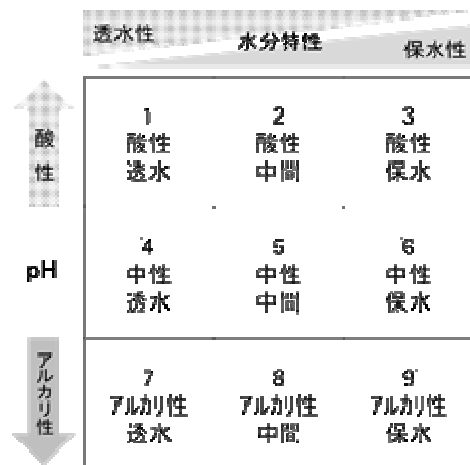 透水性
水分特性
保水性
酸性
1
酸性
透水
2
酸性
中間
3
酸性
保水
pH
4
中性
透水
5
中性
中間
6
中性
保水
アルカリ性
7
アルカリ性
透水
8
アルカリ性
中間
9
アルカリ性
保水